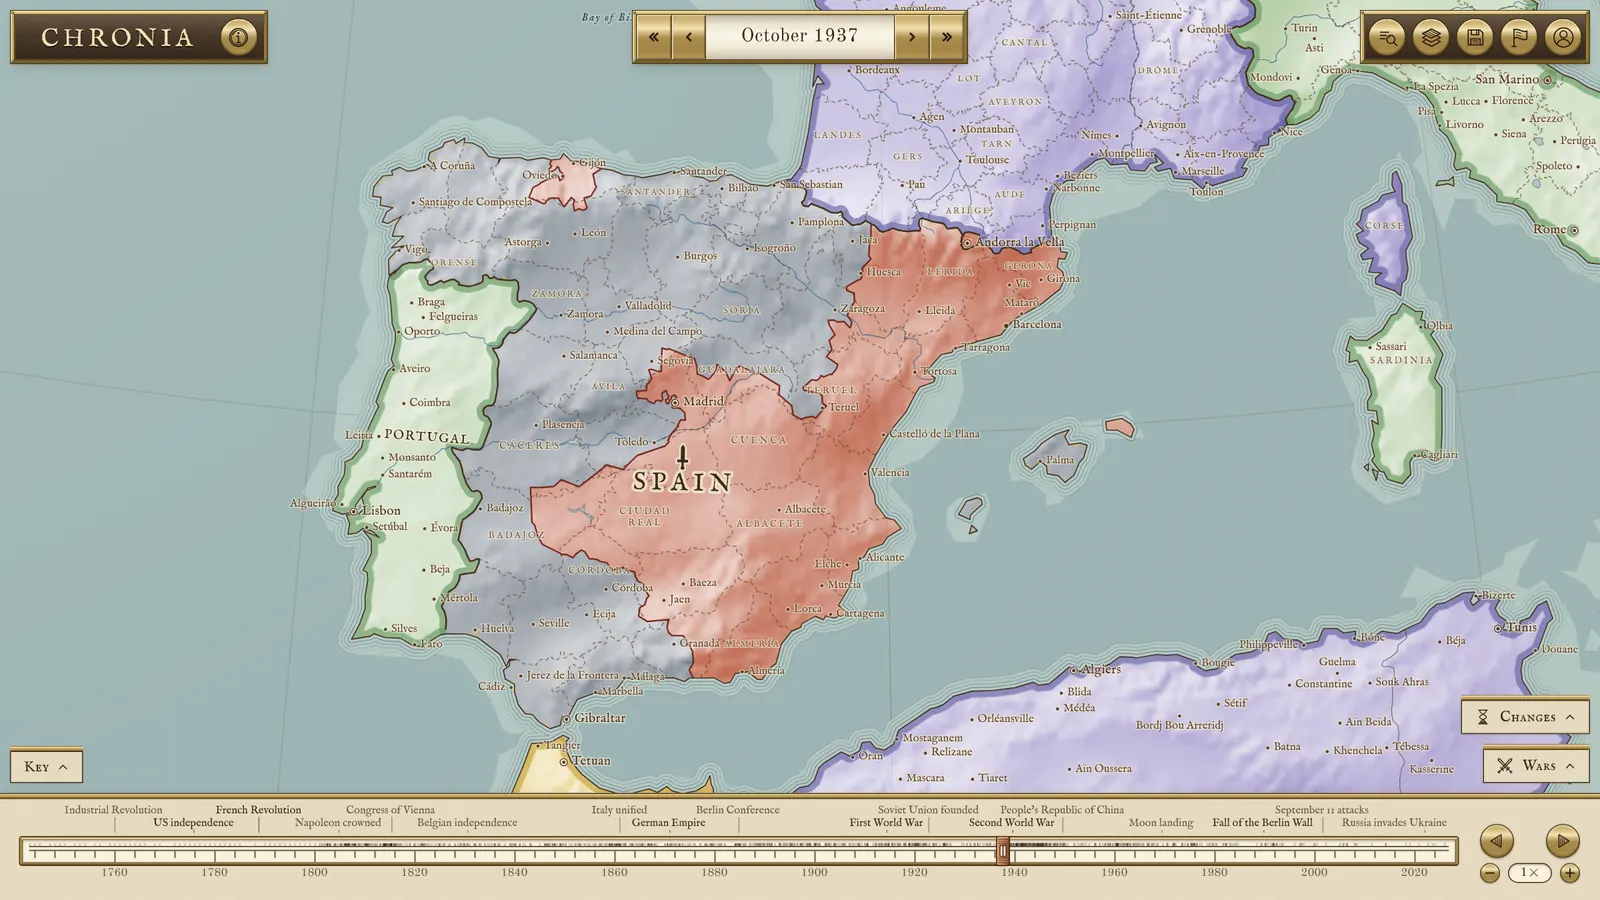 CHRONIA
October 1937
Bay of Bi
Angouleme
Saint-Étienne
Grenoble
Turin
Asti
CANTAL
Bordeaux
LOT
DRÔME
Mondovi
Genoa
San Marino
La Spezia
Lucca
Florence
AVEYRON
Agen
Montauban
Avignon
Pisa
Livorno
Arezzo
Siena
Perugia
LANDES
TARN
Nîmes
Nice
GERS
Toulouse
Montpellier
Aix-en-Provence
Spoleto
A Coruña
Gijón
Oviedo
Santander
Bilbao
San Sebastian
Pau
AUDE
Beziers
Narbonne
Marseille
Toulon
SANTANDER
ARIÈGE
Santiago de Compostela
Pamplona
Perpignan
CORSE
Rome
León
Astorga
Jaca
Andorra la Vella
Vigo
Logroño
Burgos
ORENSE
Huesca
LÉRIDA
GERONA
Girona
Vic
ZAMORA
Braga
Felgueiras
Zamora
Valladolid
SORIA
Zaragoza
Lleida
Mataró
Barcelona
Oporto
Medina del Campo
Olbia
Salamanca
Segovia
Tarragona
Sassari
SARDINIA
Aveiro
ÁVILA
GUADALAJARA
Tortosa
TERUEL
Coimbra
Madrid
Teruel
Plasencia
Leiria
PORTUGAL
CÁCERES
Toledo
CUENCA
Castelló de la Plana
Monsanto
Santarém
Palma
Cagliari
SPAIN
Valencia
Algueirão
Lisbon
Badajoz
CIUDAD
REAL
Albacete
ALBACETE
Setúbal
Évora
BADAJOZ
Beja
CÓRDOBA
Elche
Alicante
Córdoba
Baeza
Murcia
Mértola
Jaen
Bizerte
Ecija
Lorca
Cartagena
Silves
Huelva
Seville
Tunis
Faro
Granada
ALMERÍA
Philippeville
Bône
Béja
Douane
Jerez de la Frontera
Málaga
Almería
Algiers
Bougie
Guelma
Cádiz
Marbella
Blida
Constantine
Souk Ahras
Gibraltar
Médéa
Sétif
Orléansville
Bordj Bou Arreridj
Ain Beida
Changes
Tangier
Mostaganem
Tetuan
Oran
Relizane
Batna
Khenchela
Tébessa
Key
Mascara
Tiaret
Aïn Oussera
Kasserine
Wars
Industrial Revolution
French Revolution
Congress of Vienna
Italy unified
Berlin Conference
Soviet Union founded
People's Republic of China
September 11 attacks
US independence
Napoleon crowned
Belgian independence
German Empire
First World War
Second World War
Moon landing
Fall of the Berlin Wall
Russia invades Ukraine
1760 1780 1800 1820 1840 1860 1880 1900 1920 1940 1960 1980 2000 2020
1×